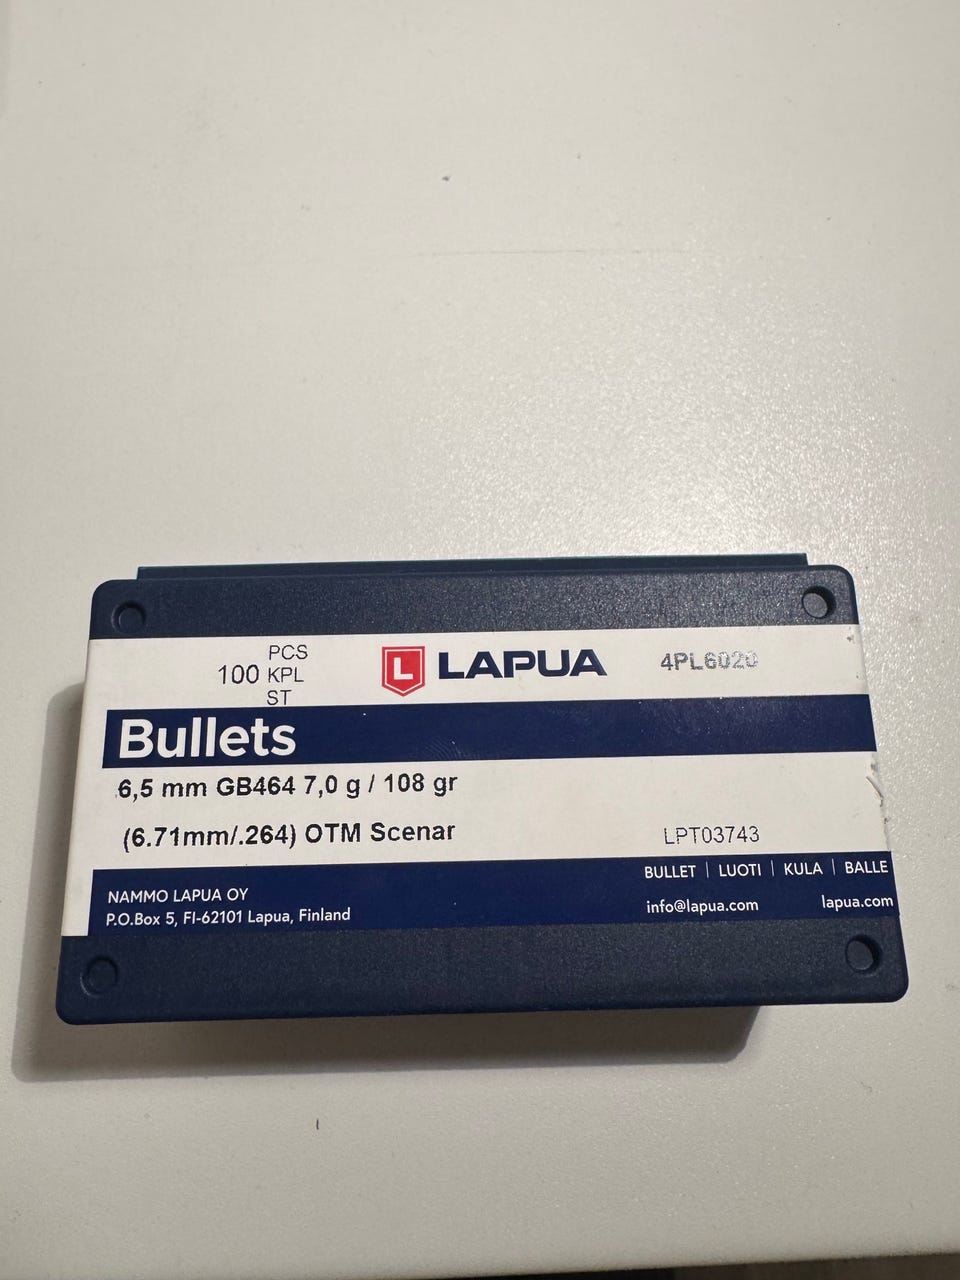 100 PCS
KPL
ST
L LAPUA
4PL6020
Bullets
6,5 mm GB464 7,0 g / 108 gr
(6.71mm/.264) OTM Scenar
LPT03743
BULLET | LUOTI | KULA | BALLE
NAMMO LAPUA OY
P.O.Box 5, FI-62101 Lapua, Finland
info@lapua.com
lapua.com